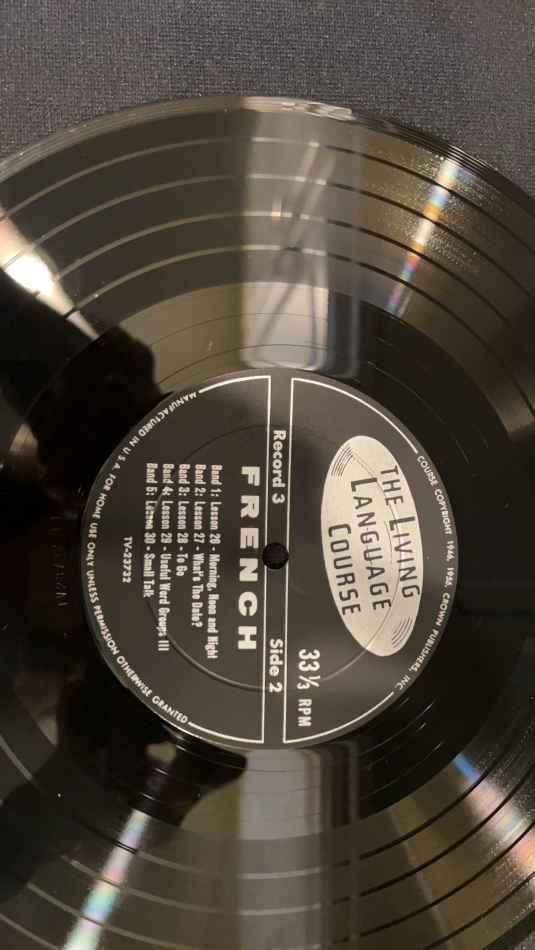 COURSE COPYRIGHT 1946, 1956 CROWN PUBLISHERS, INC.
THE LIVING
LANGUAGE
COURSE
33⅓ RPM
Record 3
Side 2
FRENCH
Band 1: Lesson 26 - Morning, Noon and Night
Band 2: Lesson 27 - What's The Date?
Band 3: Lesson 28 - To Go
Band 4: Lesson 29 - Useful Word Groups III
Band 5: Lesson 30 - Small Talk
TV-23732
MANUFACTURED IN U.S.A. FOR HOME USE ONLY UNLESS PERMISSION OTHERWISE GRANTED